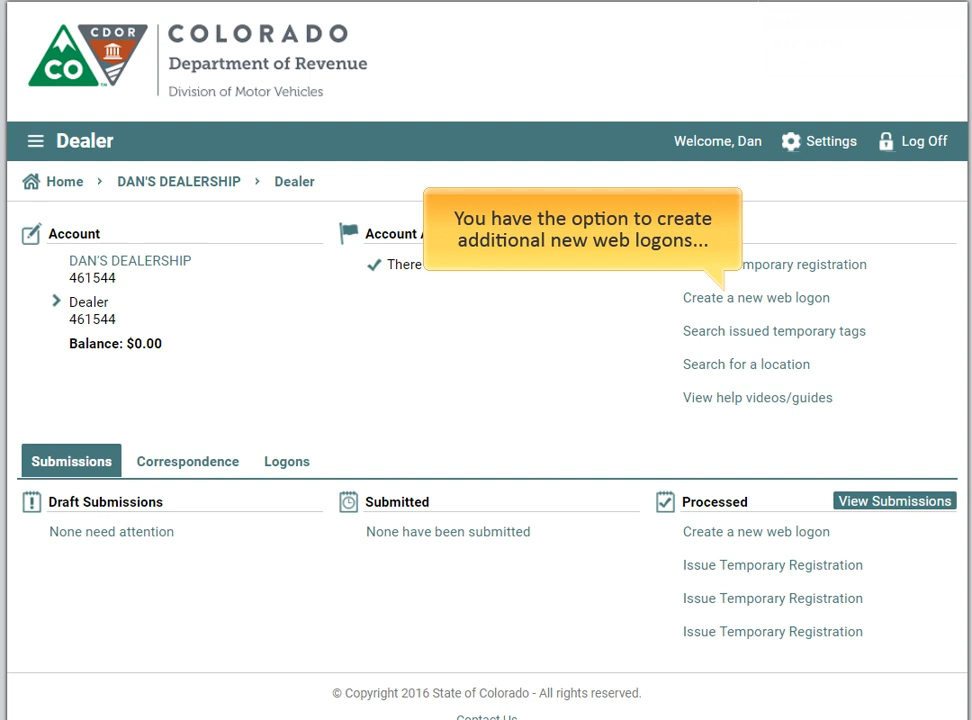 CDOR
CO
COLORADO
Department of Revenue
Division of Motor Vehicles
Dealer
Welcome, Dan
Settings
Log Off
Home
DAN'S DEALERSHIP
Dealer
You have the option to create
additional new web logons...
Account
DAN'S DEALERSHIP
461544
Dealer
461544
Balance: $0.00
Account
There
mporary registration
Create a new web logon
Search issued temporary tags
Search for a location
View help videos/guides
Submissions
Correspondence
Logons
Draft Submissions
None need attention
Submitted
None have been submitted
Processed
View Submissions
Create a new web logon
Issue Temporary Registration
Issue Temporary Registration
Issue Temporary Registration
© Copyright 2016 State of Colorado - All rights reserved.
Contact Us